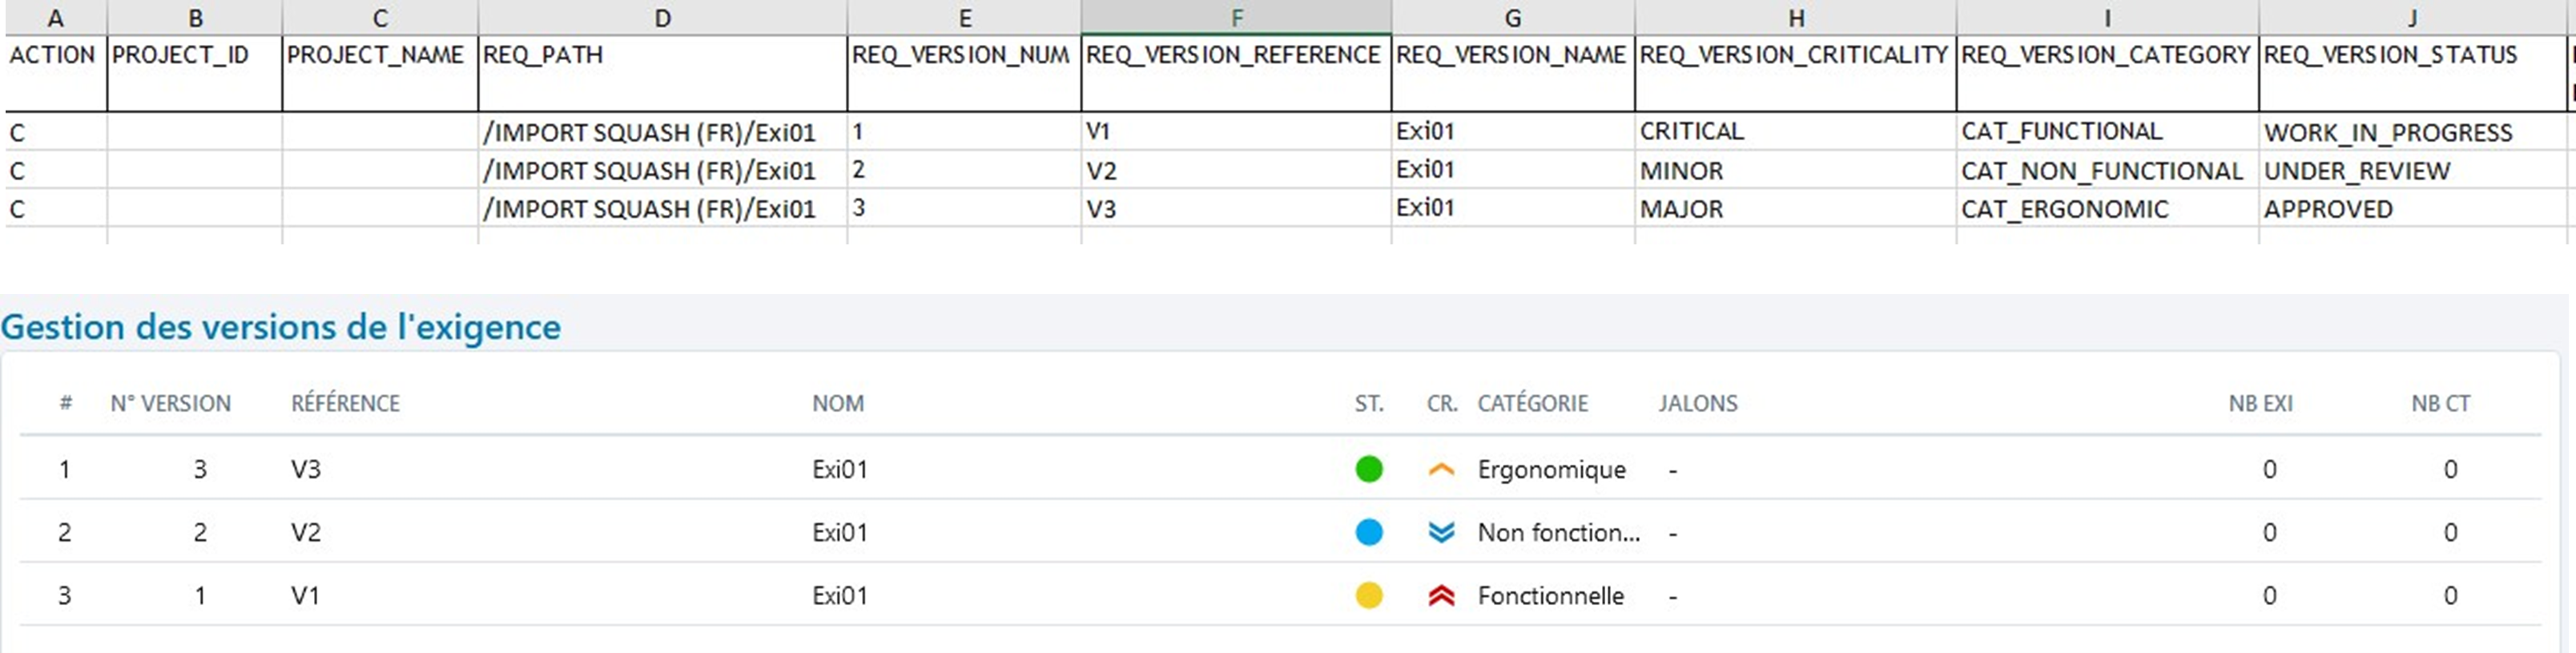 A B C D E F G H I J
ACTION PROJECT_ID PROJECT_NAME REQ_PATH REQ_VERSION_NUM REQ_VERSION_REFERENCE REQ_VERSION_NAME REQ_VERSION_CRITICALITY REQ_VERSION_CATEGORY REQ_VERSION_STATUS
C /IMPORT SQUASH (FR)/Exi01 1 V1 Exi01 CRITICAL CAT_FUNCTIONAL WORK_IN_PROGRESS
C /IMPORT SQUASH (FR)/Exi01 2 V2 Exi01 MINOR CAT_NON_FUNCTIONAL UNDER_REVIEW
C /IMPORT SQUASH (FR)/Exi01 3 V3 Exi01 MAJOR CAT_ERGONOMIC APPROVED
Gestion des versions de l'exigence
# N° VERSION RÉFÉRENCE NOM ST. CR. CATÉGORIE JALONS NB EXI NB CT
1 3 V3 Exi01 Ergonomique - 0 0
2 2 V2 Exi01 Non fonction... - 0 0
3 1 V1 Exi01 Fonctionnelle - 0 0